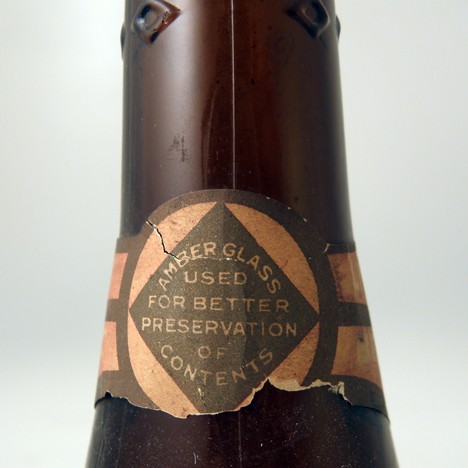 AMBER GLASS
USED
FOR BETTER
PRESERVATION
OF
CONTENTS